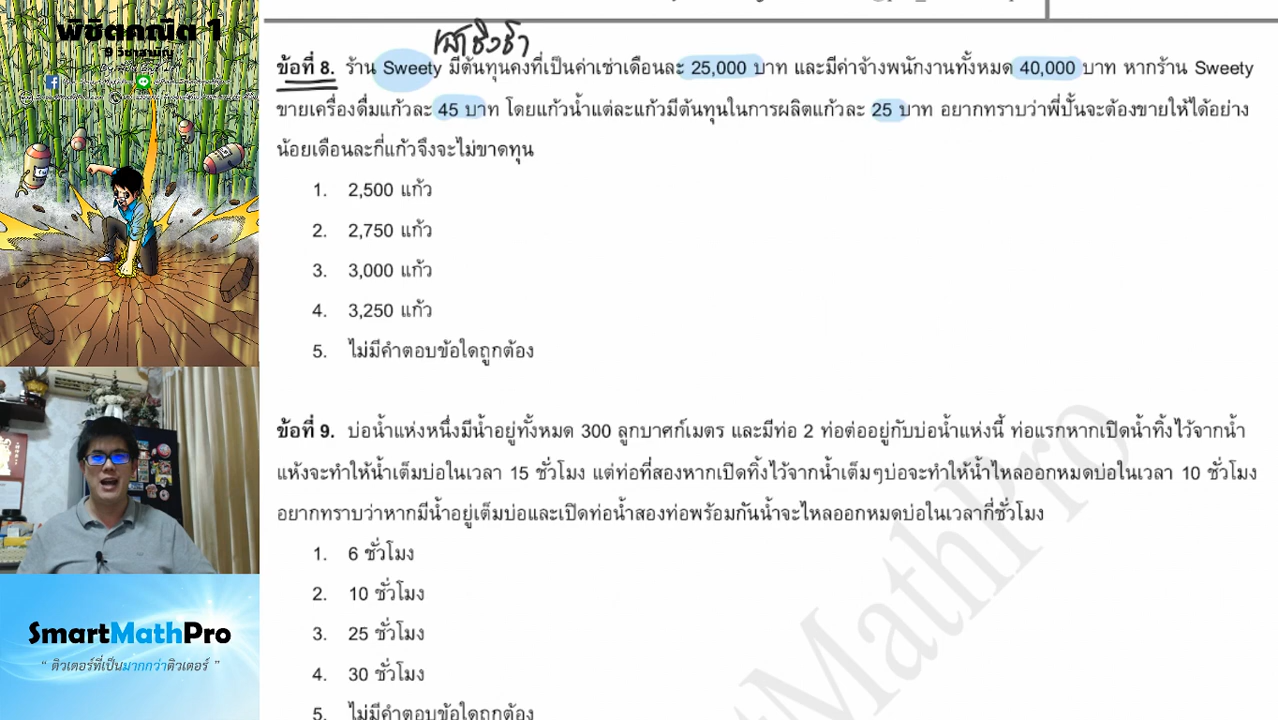 พิชิตคณิต 1
9 วิชาสามัญ
ข้อที่ 8. ร้าน Sweety มีต้นทุนคงที่เป็นค่าเช่าเดือนละ 25,000 บาท และมีค่าจ้างพนักงานทั้งหมด 40,000 บาท หากร้าน Sweety
ขายเครื่องดื่มแก้วละ 45 บาท โดยแก้วน้ำแต่ละแก้วมีต้นทุนในการผลิตแก้วละ 25 บาท อยากทราบว่าพี่ปั้นจะต้องขายให้ได้อย่าง
น้อยเดือนละกี่แก้วจึงจะไม่ขาดทุน
1. 2,500 แก้ว
2. 2,750 แก้ว
3. 3,000 แก้ว
4. 3,250 แก้ว
5. ไม่มีคำตอบข้อใดถูกต้อง
ข้อที่ 9. บ่อน้ำแห่งหนึ่งมีน้ำอยู่ทั้งหมด 300 ลูกบาศก์เมตร และมีท่อ 2 ท่อต่ออยู่กับบ่อน้ำแห่งนี้ ท่อแรกหากเปิดน้ำทิ้งไว้จากน้ำ
แห้งจะทำให้น้ำเต็มบ่อในเวลา 15 ชั่วโมง แต่ท่อที่สองหากเปิดทิ้งไว้จากน้ำเต็มๆบ่อจะทำให้น้ำไหลออกหมดบ่อในเวลา 10 ชั่วโมง
อยากทราบว่าหากมีน้ำอยู่เต็มบ่อและเปิดท่อน้ำสองท่อพร้อมกันน้ำจะไหลออกหมดบ่อในเวลากี่ชั่วโมง
1. 6 ชั่วโมง
2. 10 ชั่วโมง
3. 25 ชั่วโมง
4. 30 ชั่วโมง
5. ไม่มีคำตอบข้อใดถูกต้อง
SmartMathPro
“ ติวเตอร์ที่เป็นมากกว่าติวเตอร์ ”
MathPro